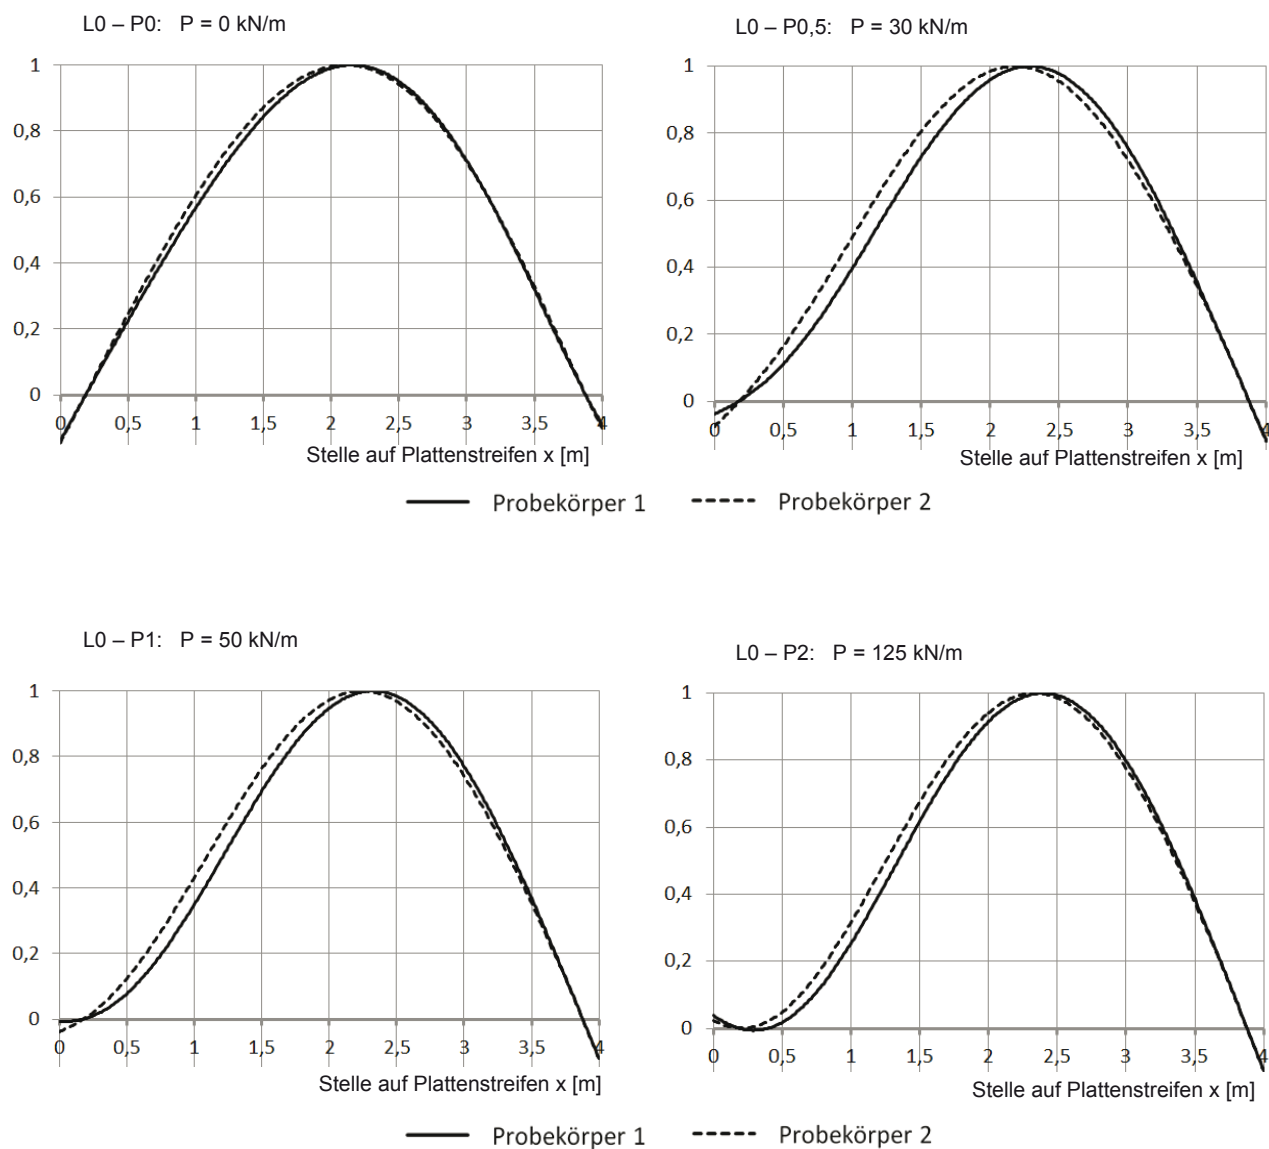 L0 – P0: P = 0 kN/m
1
0,8
0,6
0,4
0,2
0
0 0,5 1 1,5 2 2,5 3 3,5 4
Stelle auf Plattenstreifen x [m]
L0 – P0,5: P = 30 kN/m
1
0,8
0,6
0,4
0,2
0
0 0,5 1 1,5 2 2,5 3 3,5 4
Stelle auf Plattenstreifen x [m]
Probekörper 1 Probekörper 2
L0 – P1: P = 50 kN/m
1
0,8
0,6
0,4
0,2
0
0 0,5 1 1,5 2 2,5 3 3,5 4
Stelle auf Plattenstreifen x [m]
L0 – P2: P = 125 kN/m
1
0,8
0,6
0,4
0,2
0
0 0,5 1 1,5 2 2,5 3 3,5 4
Stelle auf Plattenstreifen x [m]
Probekörper 1 Probekörper 2